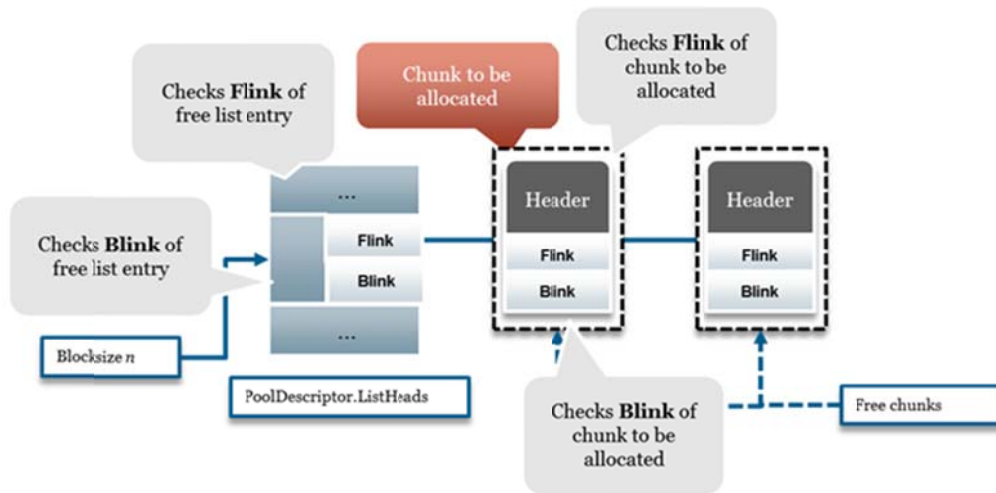 Checks Flink of
free list entry
Chunk to be
allocated
Checks Flink of
chunk to be
allocated
...
Header
Header
Checks Blink of
free list entry
Flink
Flink
Flink
Blink
Blink
Blink
...
Blocksize n
PoolDescriptor.ListHeads
Checks Blink of
chunk to be
allocated
Free chunks